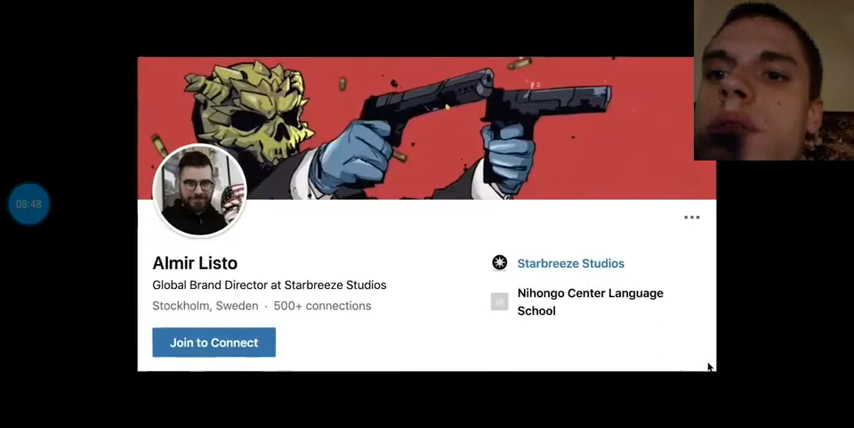 08:48
Almir Listo
Global Brand Director at Starbreeze Studios
Stockholm, Sweden · 500+ connections
Join to Connect
Starbreeze Studios
Nihongo Center Language
School